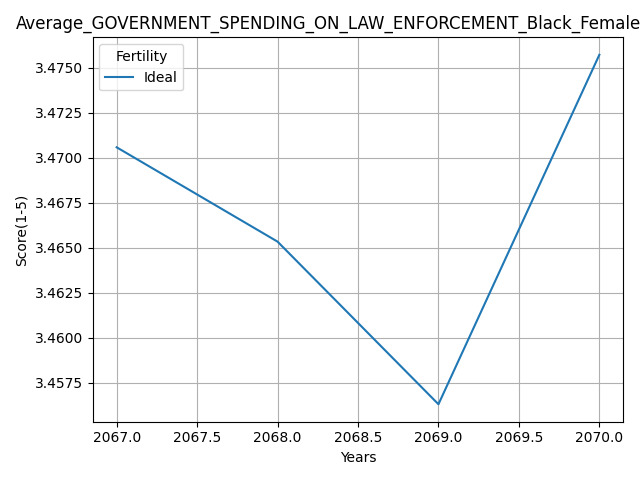 Average_GOVERNMENT_SPENDING_ON_LAW_ENFORCEMENT_Black_Female
Fertility
Ideal
3.4750
3.4725
3.4700
3.4675
3.4650
3.4625
3.4600
3.4575
Score(1-5)
2067.0 2067.5 2068.0 2068.5 2069.0 2069.5 2070.0
Years